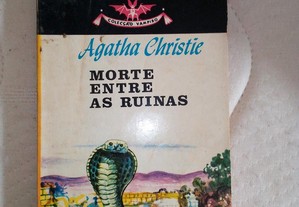 COLECÇÃO VAMPIRO
Agatha Christie
MORTE
ENTRE
AS RUINAS